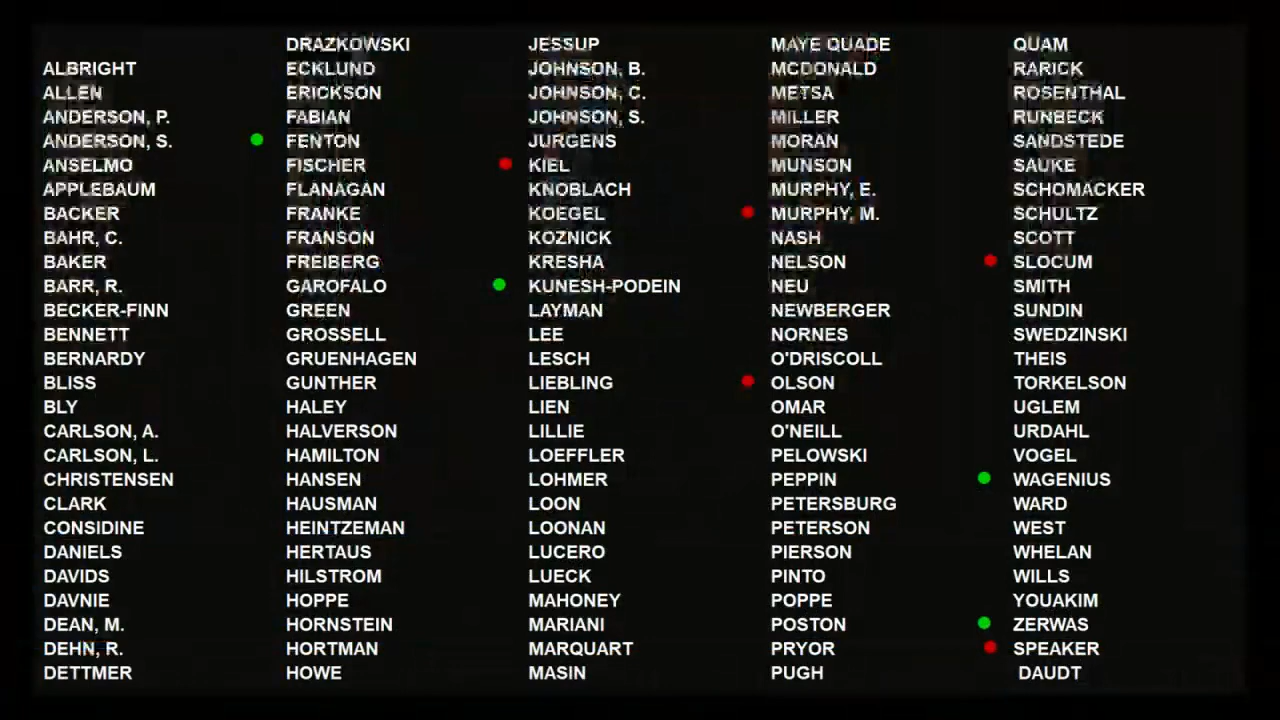 ALBRIGHT
ALLEN
ANDERSON, P.
ANDERSON, S.
ANSELMO
APPLEBAUM
BACKER
BAHR, C.
BAKER
BARR, R.
BECKER-FINN
BENNETT
BERNARDY
BLISS
BLY
CARLSON, A.
CARLSON, L.
CHRISTENSEN
CLARK
CONSIDINE
DANIELS
DAVIDS
DAVNIE
DEAN, M.
DEHN, R.
DETTMER
DRAZKOWSKI
ECKLUND
ERICKSON
FABIAN
FENTON
FISCHER
FLANAGAN
FRANKE
FRANSON
FREIBERG
GAROFALO
GREEN
GROSSELL
GRUENHAGEN
GUNTHER
HALEY
HALVERSON
HAMILTON
HANSEN
HAUSMAN
HEINTZEMAN
HERTAUS
HILSTROM
HOPPE
HORNSTEIN
HORTMAN
HOWE
JESSUP
JOHNSON, B.
JOHNSON, C.
JOHNSON, S.
JURGENS
KIEL
KNOBLACH
KOEGEL
KOZNICK
KRESHA
KUNESH-PODEIN
LAYMAN
LEE
LESCH
LIEBLING
LIEN
LILLIE
LOEFFLER
LOHMER
LOON
LOONAN
LUCERO
LUECK
MAHONEY
MARIANI
MARQUART
MASIN
MAYE QUADE
MCDONALD
METSA
MILLER
MORAN
MUNSON
MURPHY, E.
MURPHY, M.
NASH
NELSON
NEU
NEWBERGER
NORNES
O'DRISCOLL
OLSON
OMAR
O'NEILL
PELOWSKI
PEPPIN
PETERSBURG
PETERSON
PIERSON
PINTO
POPPE
POSTON
PRYOR
PUGH
QUAM
RARICK
ROSENTHAL
RUNBECK
SANDSTEDE
SAUKE
SCHOMACKER
SCHULTZ
SCOTT
SLOCUM
SMITH
SUNDIN
SWEDZINSKI
THEIS
TORKELSON
UGLEM
URDAHL
VOGEL
WAGENIUS
WARD
WEST
WHELAN
WILLS
YOUAKIM
ZERWAS
SPEAKER
DAUDT